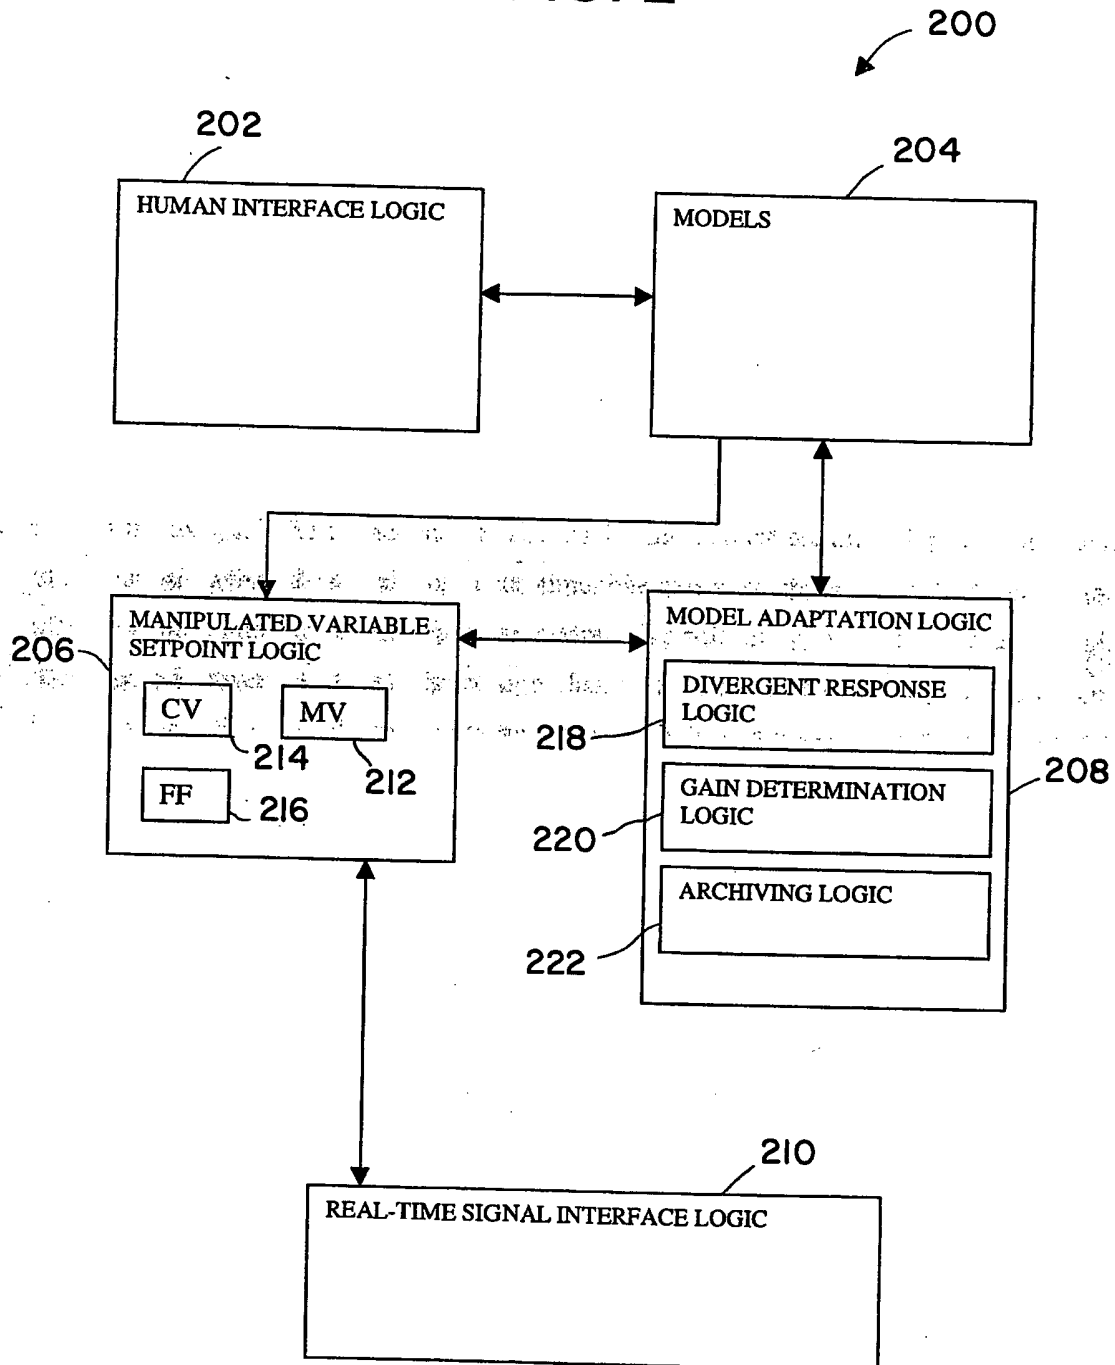 200
202
204
HUMAN INTERFACE LOGIC
MODELS
206
MANIPULATED VARIABLE
SETPOINT LOGIC
CV
MV
214
212
FF
216
MODEL ADAPTATION LOGIC
DIVERGENT RESPONSE
LOGIC
218
208
GAIN DETERMINATION
LOGIC
220
ARCHIVING LOGIC
222
210
REAL-TIME SIGNAL INTERFACE LOGIC